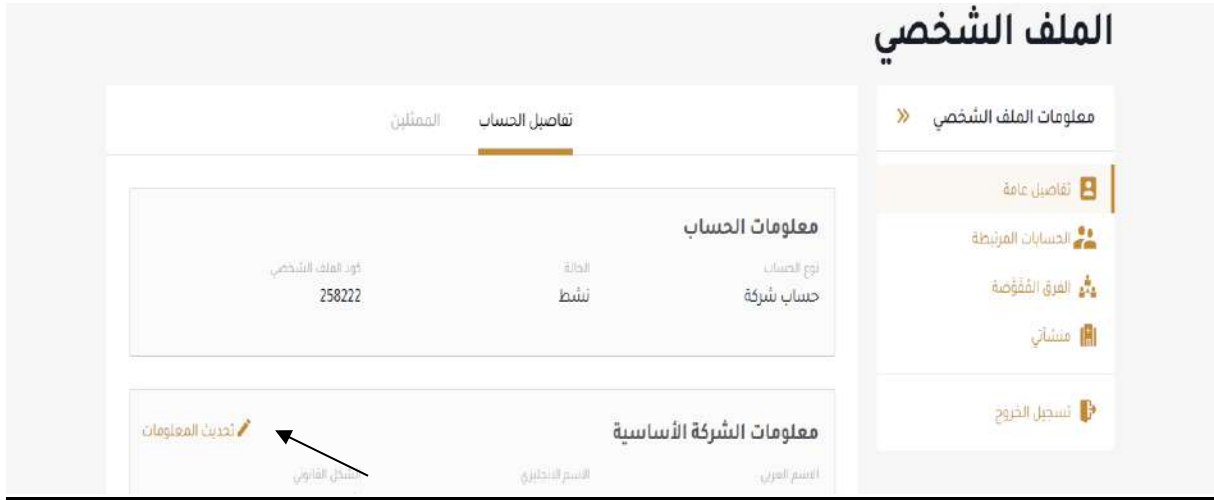 الملف الشخصي
معلومات الملف الشخصي
تفاصيل عامة
الحسابات المرتبطة
الفرق المُفَوَّضة
منشآتي
تسجيل الخروج
تفاصيل الحساب
الممثلين
معلومات الحساب
نوع الحساب الحالة كود الملف الشخصي
حساب شركة نشط 258222
معلومات الشركة الأساسية تحديث المعلومات
الاسم العربي الاسم الانجليزي الشكل القانوني